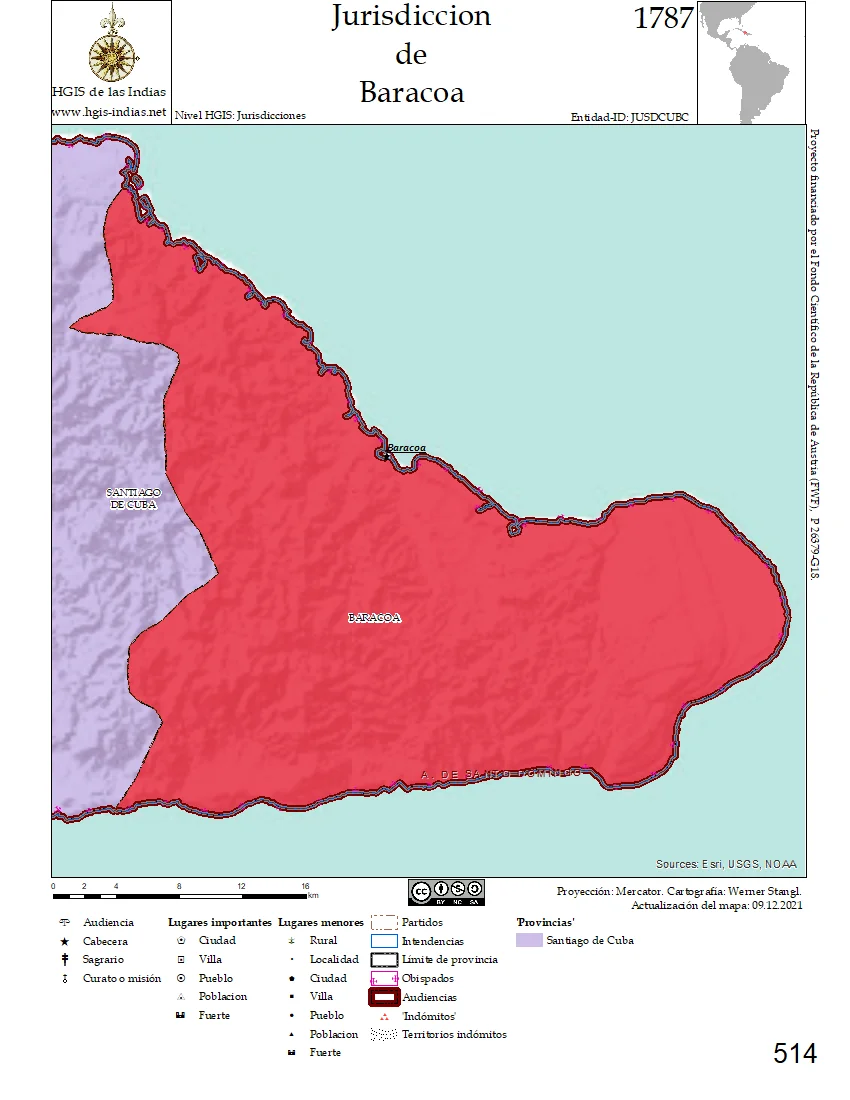 Jurisdiccion
de
Baracoa
1787
HGIS de las Indias
www.hgis-indias.net
Nivel HGIS: Jurisdicciones
Entidad-ID: JUSDCUBC
Proyecto financiado por el Fondo Científico de la República de Austria (FWF), P 26379-G18.
Baracoa
SANTIAGO
DE CUBA
BARACOA
A. DE SANTO DOMINGO
Sources: Esri, USGS, NOAA
0 2 4 8 12 16
km
cc BY NC SA
Proyección: Mercator. Cartografía: Werner Stangl.
Actualización del mapa: 09.12.2021
Audiencia
Cabecera
Sagrario
Curato o misión
Lugares importantes
Ciudad
Villa
Pueblo
Poblacion
Fuerte
Lugares menores
Rural
Localidad
Ciudad
Villa
Pueblo
Poblacion
Fuerte
Partidos
Intendencias
Límite de provincia
Obispados
Audiencias
'Indómitos'
Territorios indómitos
'Provincias'
Santiago de Cuba
514